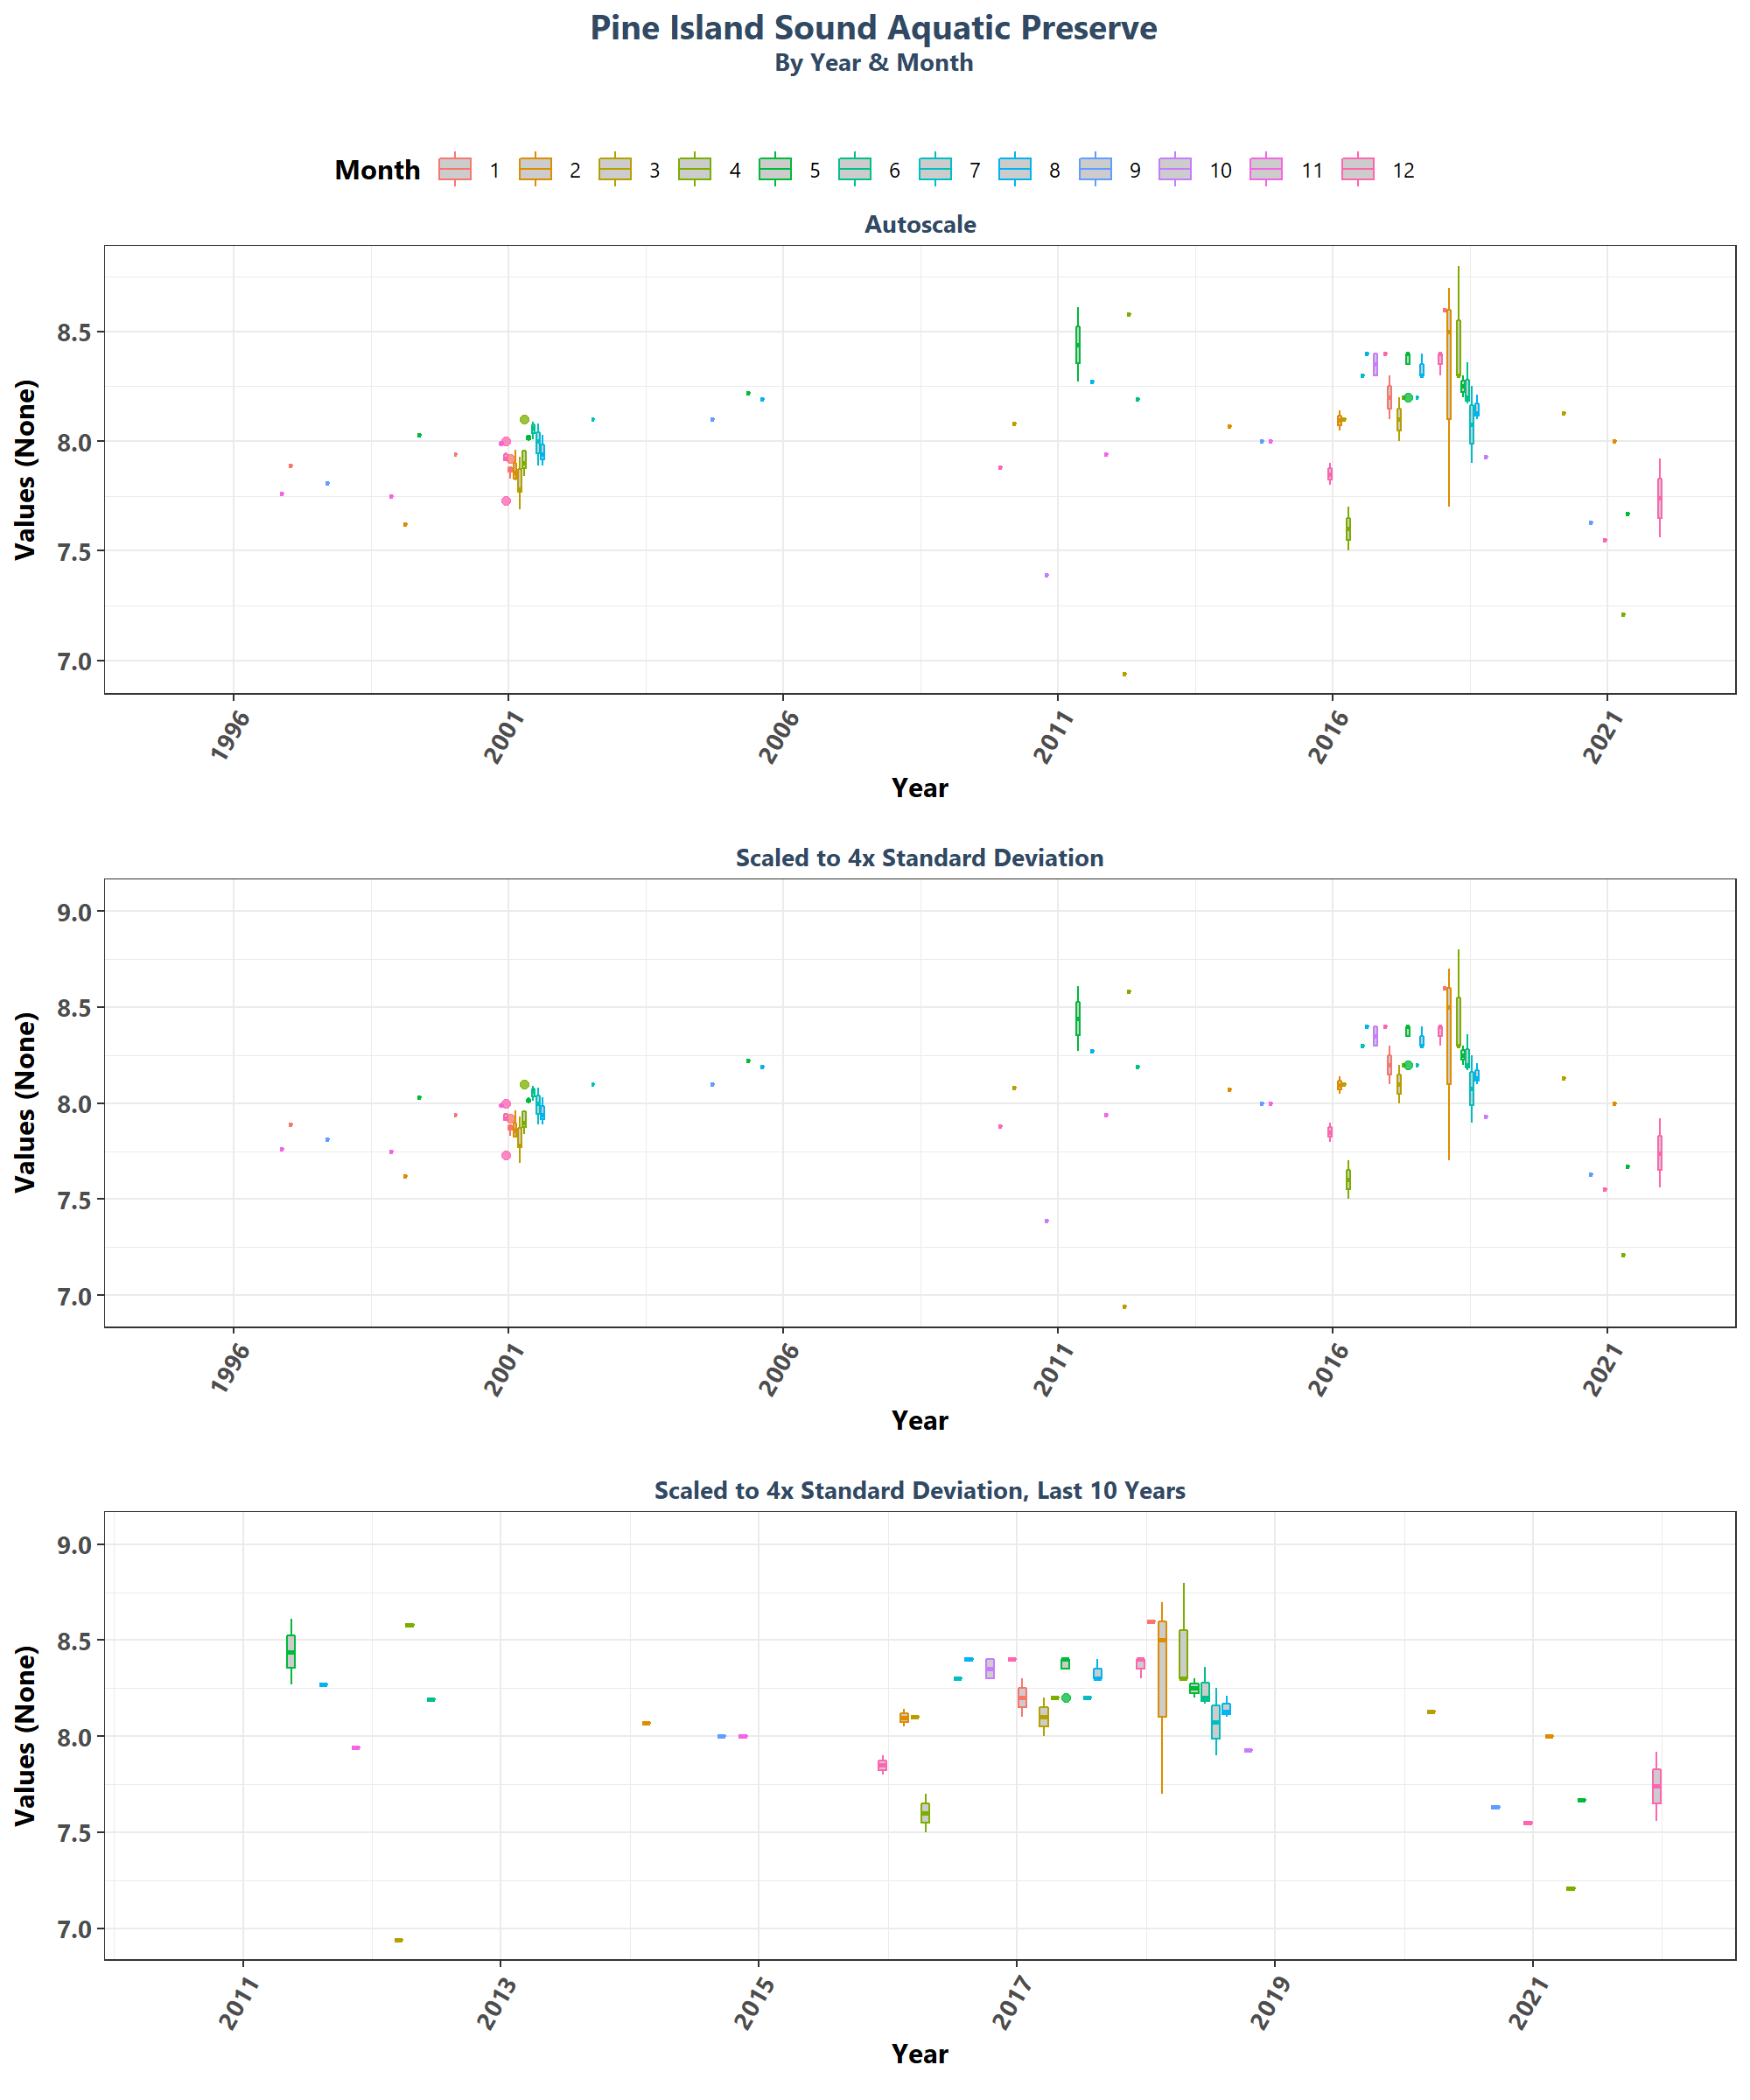 Pine Island Sound Aquatic Preserve
By Year & Month
Month 1 2 3 4 5 6 7 8 9 10 11 12
Autoscale
Values (None)
8.5
8.0
7.5
7.0
1996 2001 2006 2011 2016 2021
Year
Scaled to 4x Standard Deviation
Values (None)
9.0
8.5
8.0
7.5
7.0
1996 2001 2006 2011 2016 2021
Year
Scaled to 4x Standard Deviation, Last 10 Years
Values (None)
9.0
8.5
8.0
7.5
7.0
2011 2013 2015 2017 2019 2021
Year